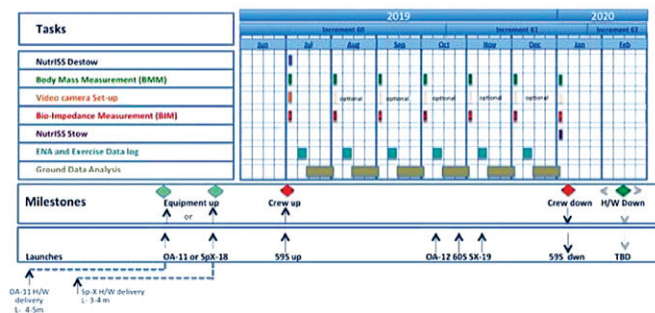 Tasks
2019
2020
Increment 60
Increment 61
Increment 62
Jun
Jul
Aug
Sep
Oct
Nov
Dec
Jan
Feb
NutrISS Destow
Body Mass Measurement (BMM)
Video camera Set-up
optional
optional
optional
optional
optional
Bio-Impedance Measurement (BIM)
NutrISS Stow
ENA and Exercise Data log
Ground Data Analysis
Milestones
Equipment up
or
Crew up
Crew down
H/W Down
Launches
OA-11 or SpX-18
59S up
OA-12 60S SX-19
59S dwn
TBD
OA-11 H/W
delivery
L- 4-5m
Sp-X H/W delivery
L- 3-4 m